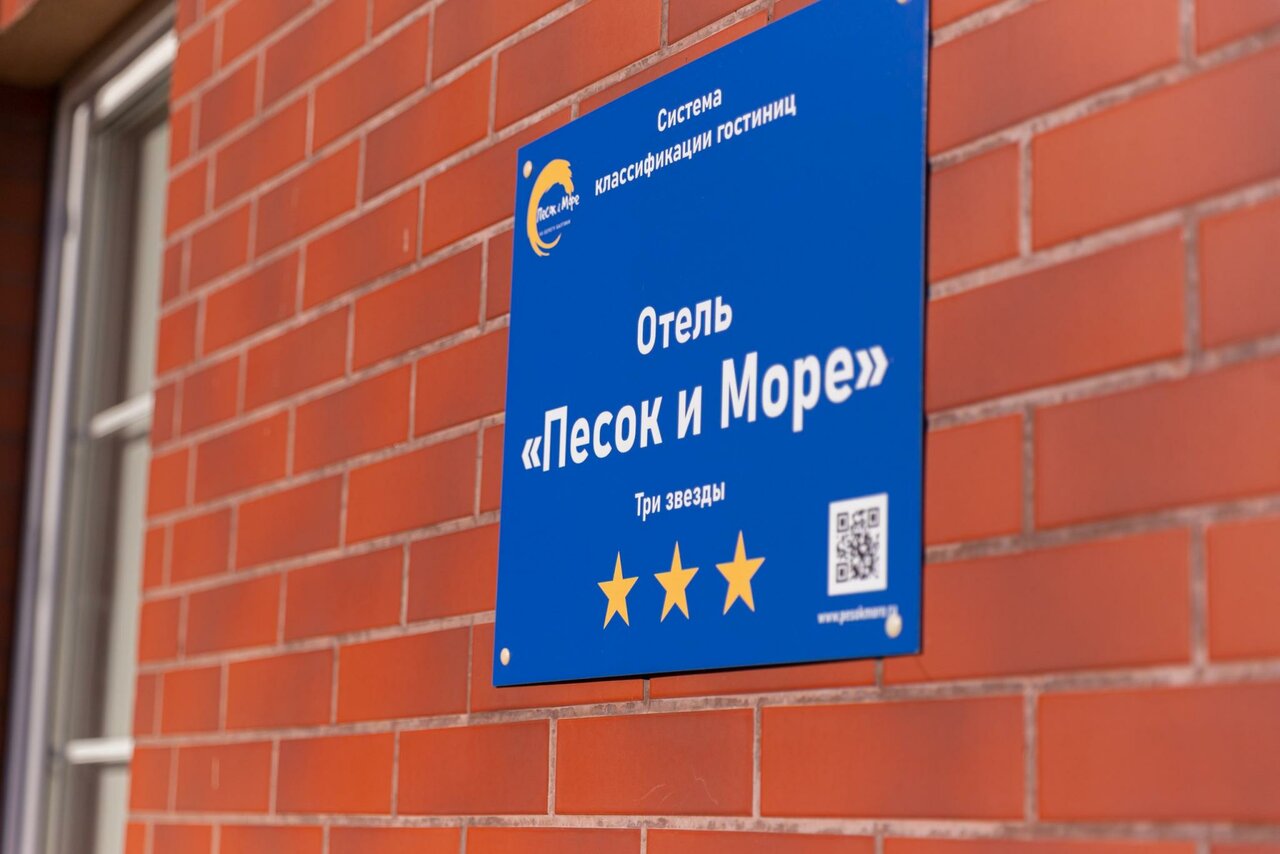 Система
классификации гостиниц
Песок и Море
Отель
«Песок и Море»
Три звезды
www.pesokmore.ru